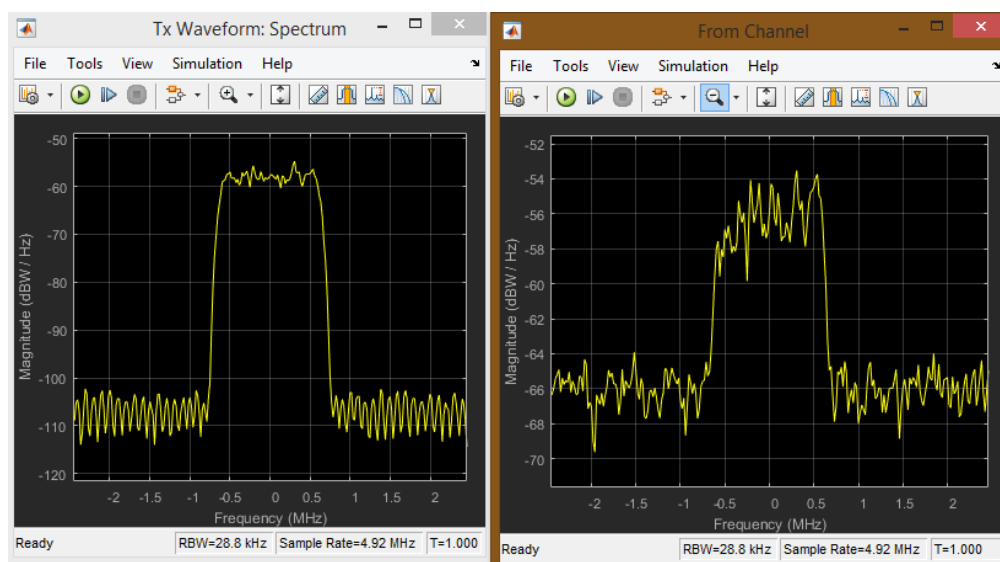 Tx Waveform: Spectrum
File Tools View Simulation Help
-50
-60
-70
-80
-90
-100
-110
-120
Magnitude (dBW / Hz)
-2 -1.5 -1 -0.5 0 0.5 1 1.5 2
Frequency (MHz)
Ready RBW=28.8 kHz Sample Rate=4.92 MHz T=1.000
From Channel
File Tools View Simulation Help
-52
-54
-56
-58
-60
-62
-64
-66
-68
-70
Magnitude (dBW / Hz)
-2 -1.5 -1 -0.5 0 0.5 1 1.5 2
Frequency (MHz)
Ready RBW=28.8 kHz Sample Rate=4.92 MHz T=1.000